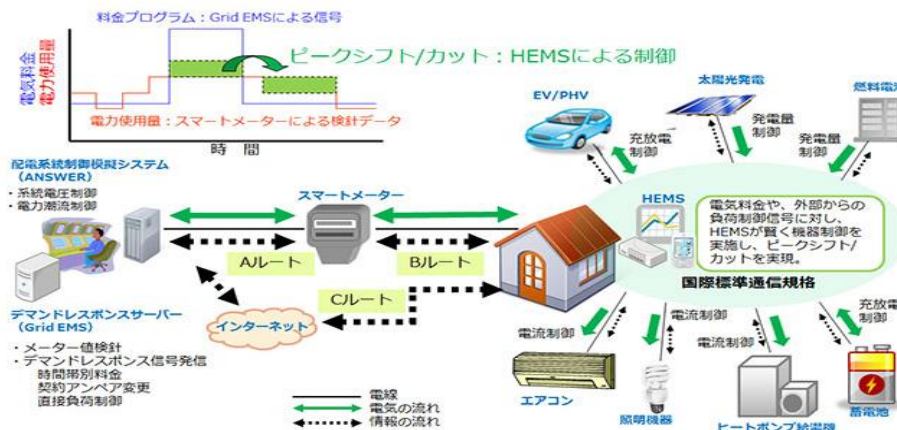 料金プログラム：Grid EMSによる信号
ピークシフト/カット：HEMSによる制御
電気料金
電力使用量
電力使用量：スマートメーターによる検針データ
時　間
配電系統制御模擬システム
（ANSWER）
・系統電圧制御
・電力潮流制御
スマートメーター
Aルート
Bルート
Cルート
インターネット
デマンドレスポンスサーバー
（Grid EMS）
・メーター値検針
・デマンドレスポンス信号発信
時間帯別料金
契約アンペア変更
直接負荷制御
電線
電気の流れ
情報の流れ
EV/PHV
充放電
制御
太陽光発電
発電量
制御
燃料電池
発電量
制御
HEMS
電気料金や、外部からの
負荷制御信号に対し、
HEMSが賢く機器制御を
実施し、ピークシフト/
カットを実現。
国際標準通信規格
電流制御
エアコン
電流制御
照明機器
電流制御
ヒートポンプ給湯機
充放電
制御
蓄電池